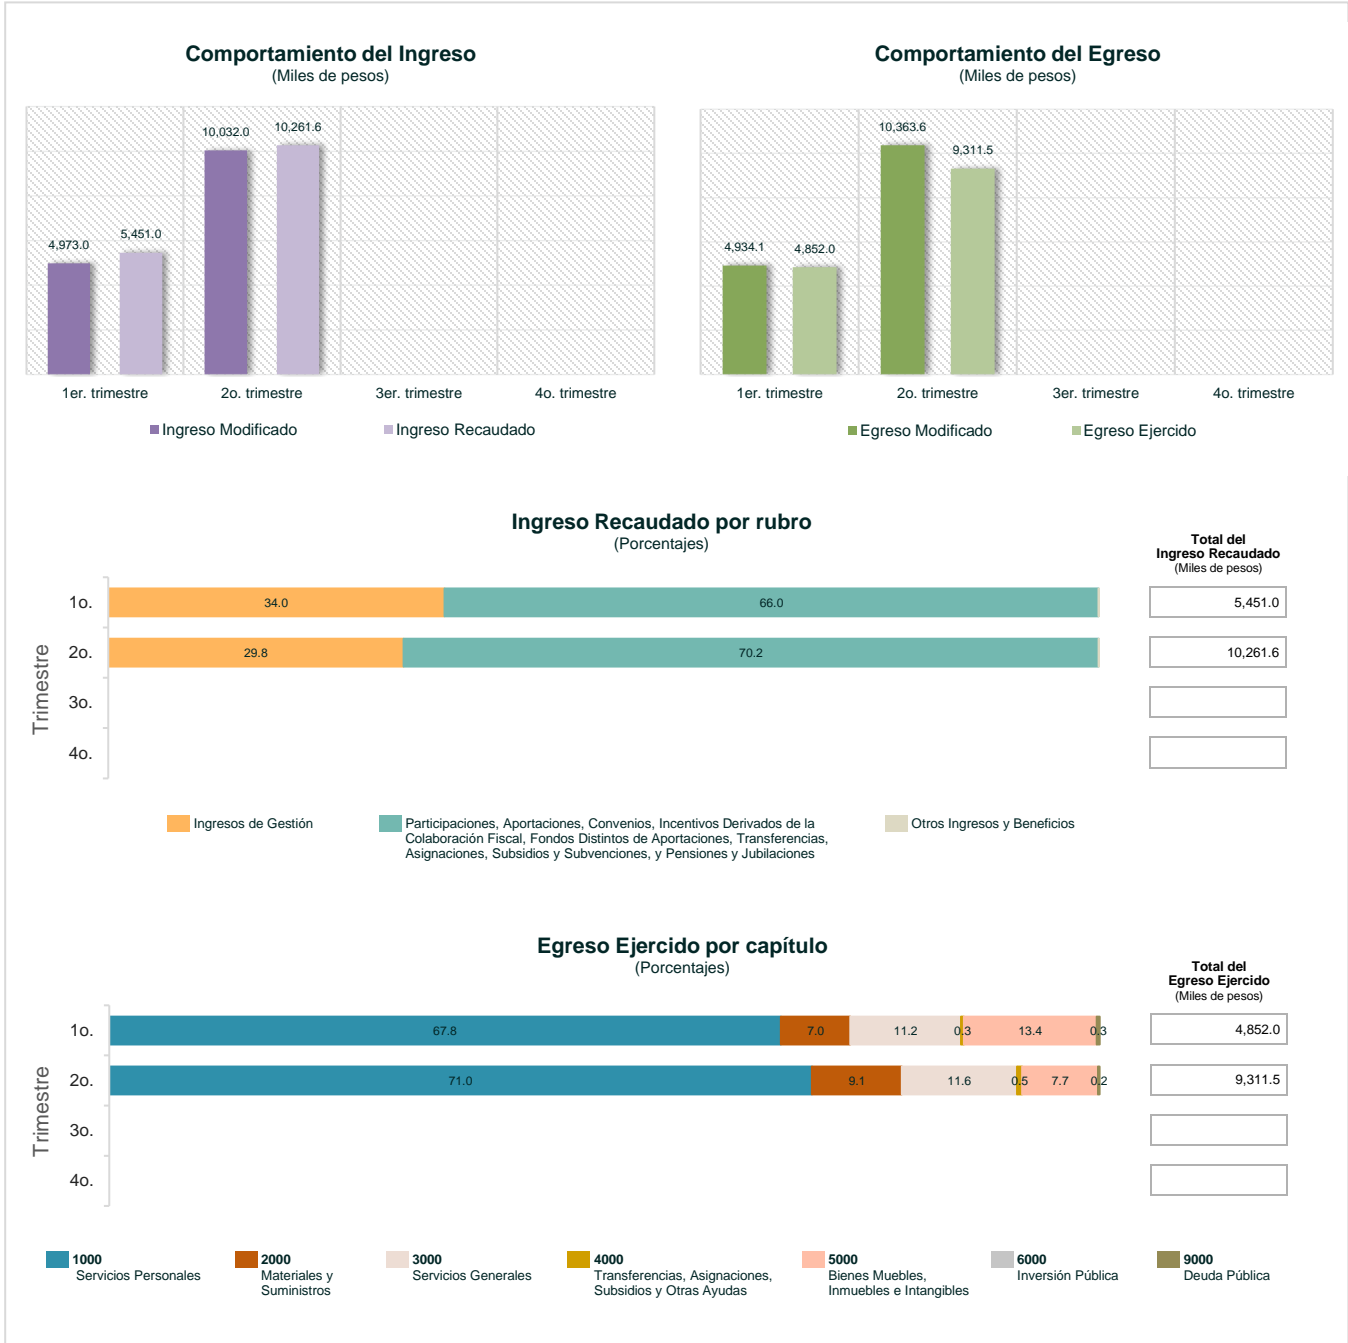 Comportamiento del Ingreso
(Miles de pesos)
10,032.0
10,261.6
4,973.0
5,451.0
1er. trimestre
2o. trimestre
3er. trimestre
4o. trimestre
Ingreso Modificado
Ingreso Recaudado
Comportamiento del Egreso
(Miles de pesos)
10,363.6
9,311.5
4,934.1
4,852.0
1er. trimestre
2o. trimestre
3er. trimestre
4o. trimestre
Egreso Modificado
Egreso Ejercido
Ingreso Recaudado por rubro
(Porcentajes)
Total del
Ingreso Recaudado
(Miles de pesos)
Trimestre
1o.
34.0
66.0
5,451.0
2o.
29.8
70.2
10,261.6
3o.
4o.
Ingresos de Gestión
Participaciones, Aportaciones, Convenios, Incentivos Derivados de la
Colaboración Fiscal, Fondos Distintos de Aportaciones, Transferencias,
Asignaciones, Subsidios y Subvenciones, y Pensiones y Jubilaciones
Otros Ingresos y Beneficios
Egreso Ejercido por capítulo
(Porcentajes)
Total del
Egreso Ejercido
(Miles de pesos)
Trimestre
1o.
67.8
7.0
11.2
0.3
13.4
0.3
4,852.0
2o.
71.0
9.1
11.6
0.5
7.7
0.2
9,311.5
3o.
4o.
1000
Servicios Personales
2000
Materiales y
Suministros
3000
Servicios Generales
4000
Transferencias, Asignaciones,
Subsidios y Otras Ayudas
5000
Bienes Muebles,
Inmuebles e Intangibles
6000
Inversión Pública
9000
Deuda Pública